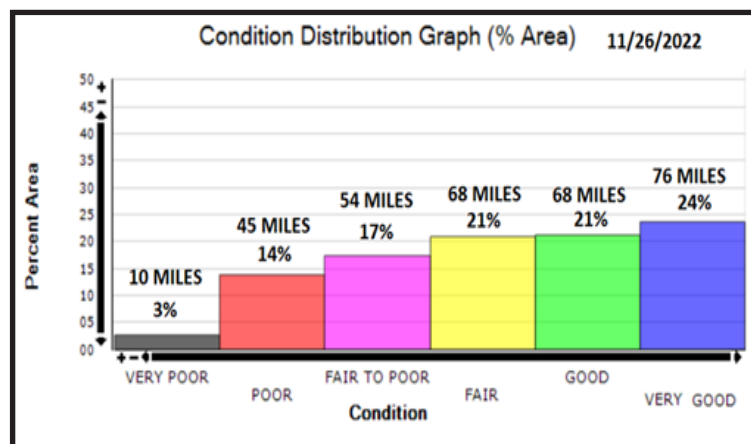 Condition Distribution Graph (% Area) 11/26/2022
50
45
40
35
30
25
20
15
10
05
00
Percent Area
10 MILES
3%
45 MILES
14%
54 MILES
17%
68 MILES
21%
68 MILES
21%
76 MILES
24%
VERY POOR
POOR
FAIR TO POOR
FAIR
GOOD
VERY GOOD
Condition